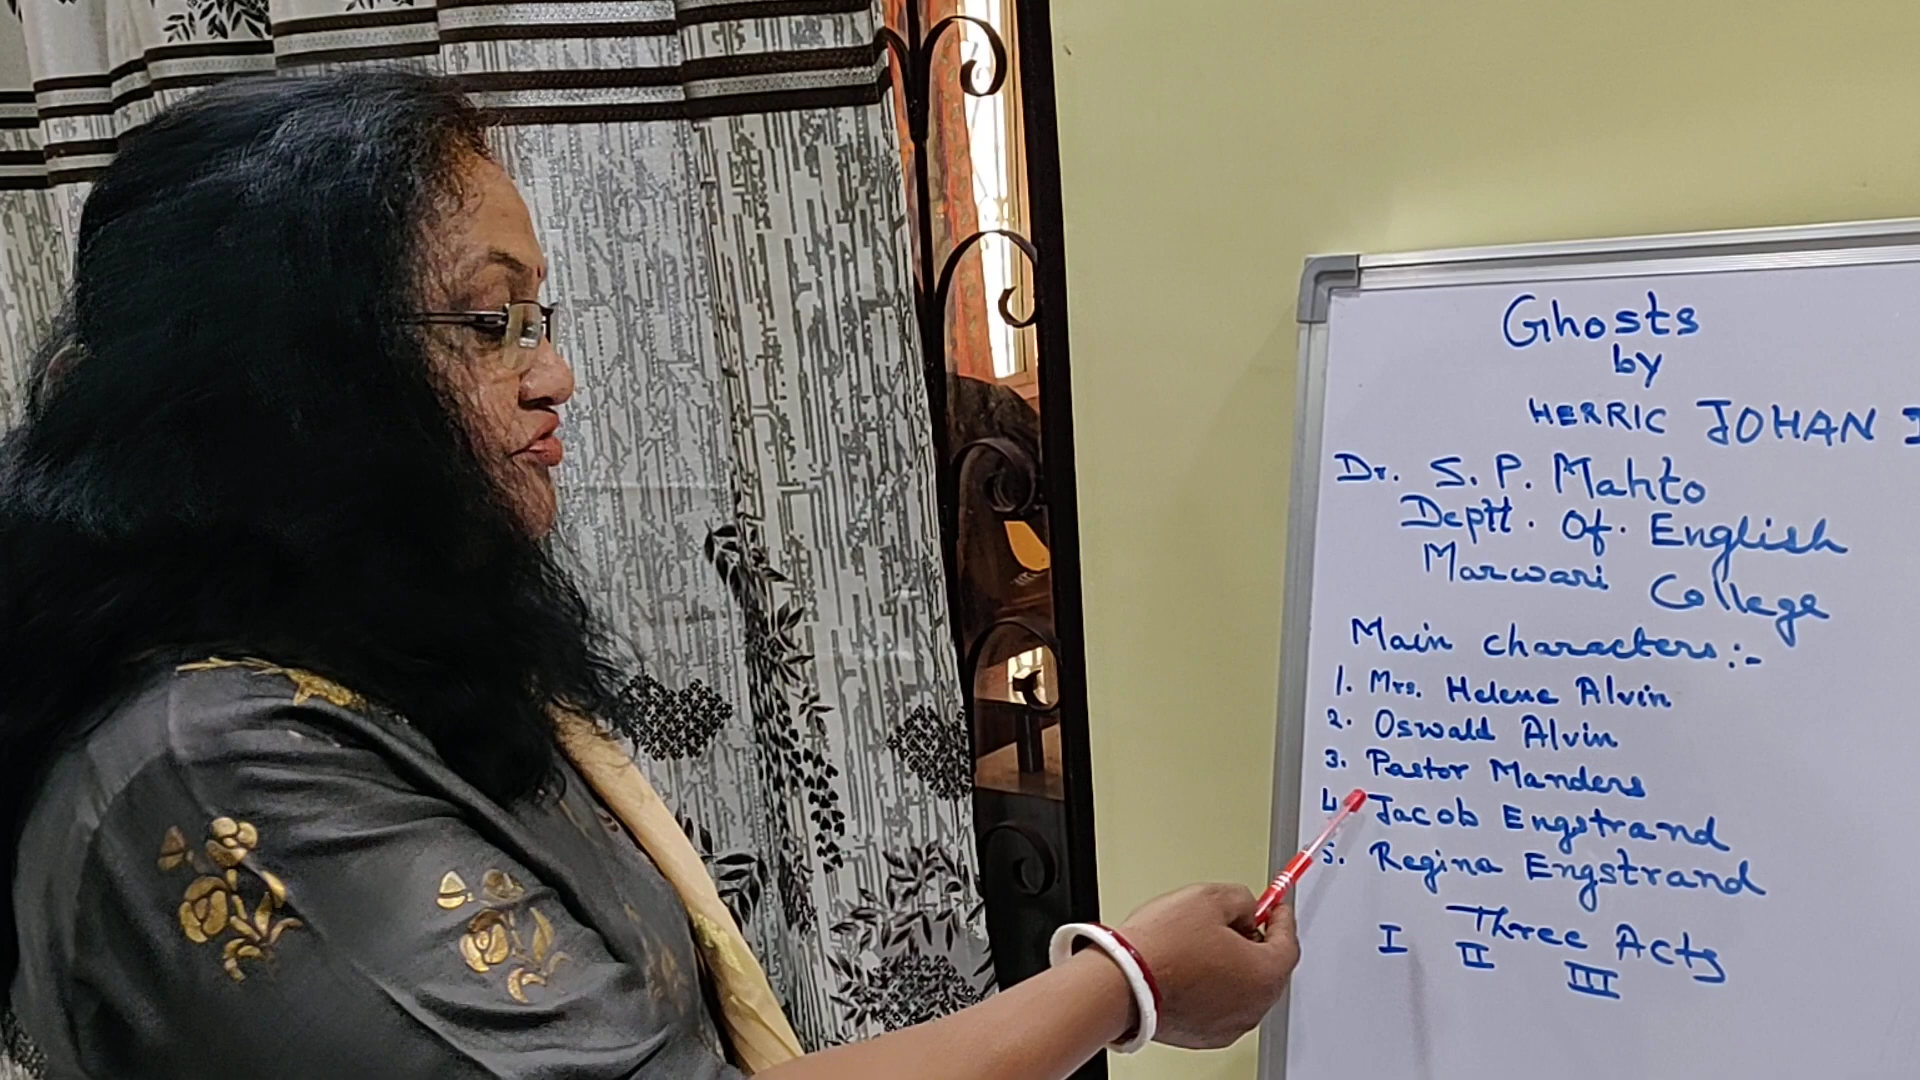 Ghosts
by
HERRIC JOHAN
Dr. S. P. Mahto
Deptt. Of. English
Marwari College
Main characters:-
1. Mrs. Helene Alvin
2. Oswald Alvin
3. Pastor Manders
4. Jacob Engstrand
5. Regina Engstrand
Three Acts
I II III